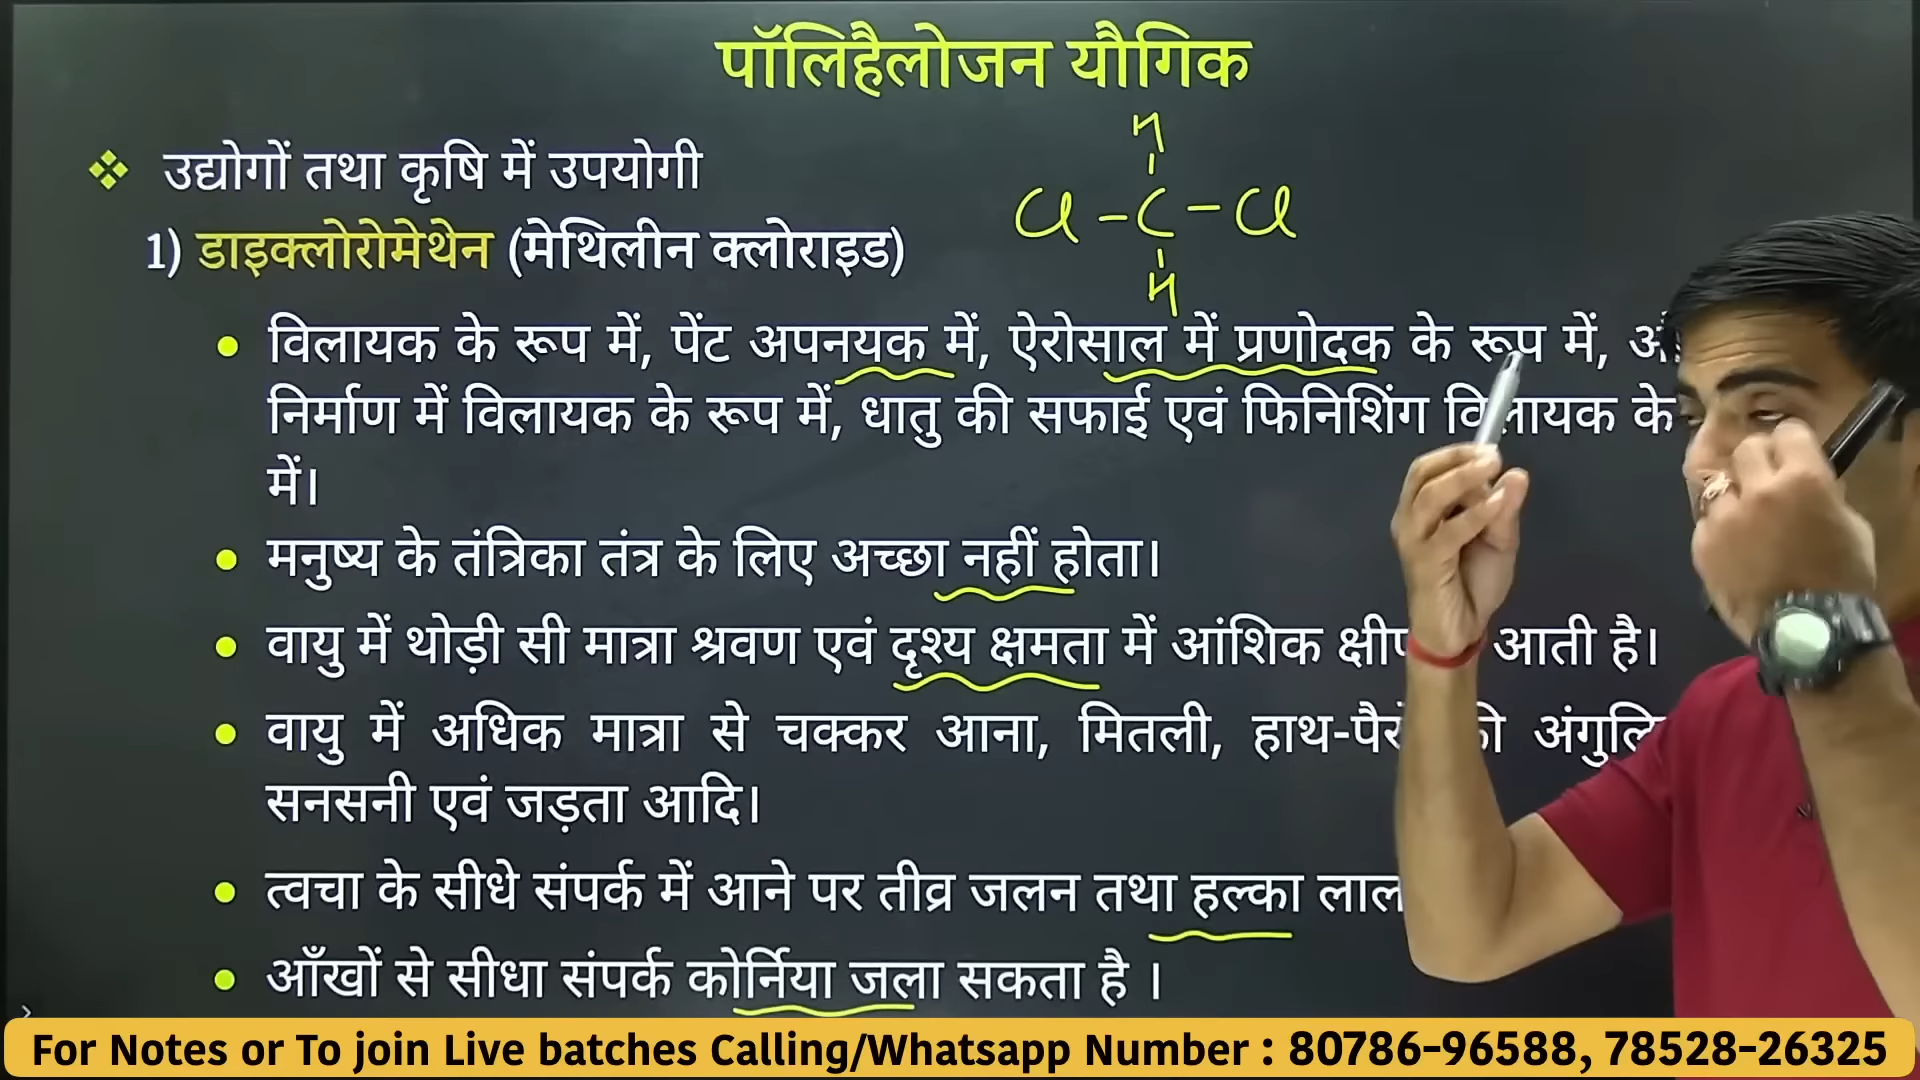 पॉलिहैलोजन यौगिक
❖ उद्योगों तथा कृषि में उपयोगी
H
Cl – C – Cl
H
1) डाइक्लोरोमेथेन (मेथिलीन क्लोराइड)
• विलायक के रूप में, पेंट अपनयक में, ऐरोसाल में प्रणोदक के रूप में,
निर्माण में विलायक के रूप में, धातु की सफाई एवं फिनिशिंग विलायक के
में।
• मनुष्य के तंत्रिका तंत्र के लिए अच्छा नहीं होता।
• वायु में थोड़ी सी मात्रा श्रवण एवं दृश्य क्षमता में आंशिक आती है।
• वायु में अधिक मात्रा से चक्कर आना, मितली,
सनसनी एवं जड़ता आदि।
• त्वचा के सीधे संपर्क में आने पर तीव्र जलन तथा हल्का लाल
• आँखों से सीधा संपर्क कोर्निया जला सकता है ।
For Notes or To join Live batches Calling/Whatsapp Number : 80786-96588, 78528-26325